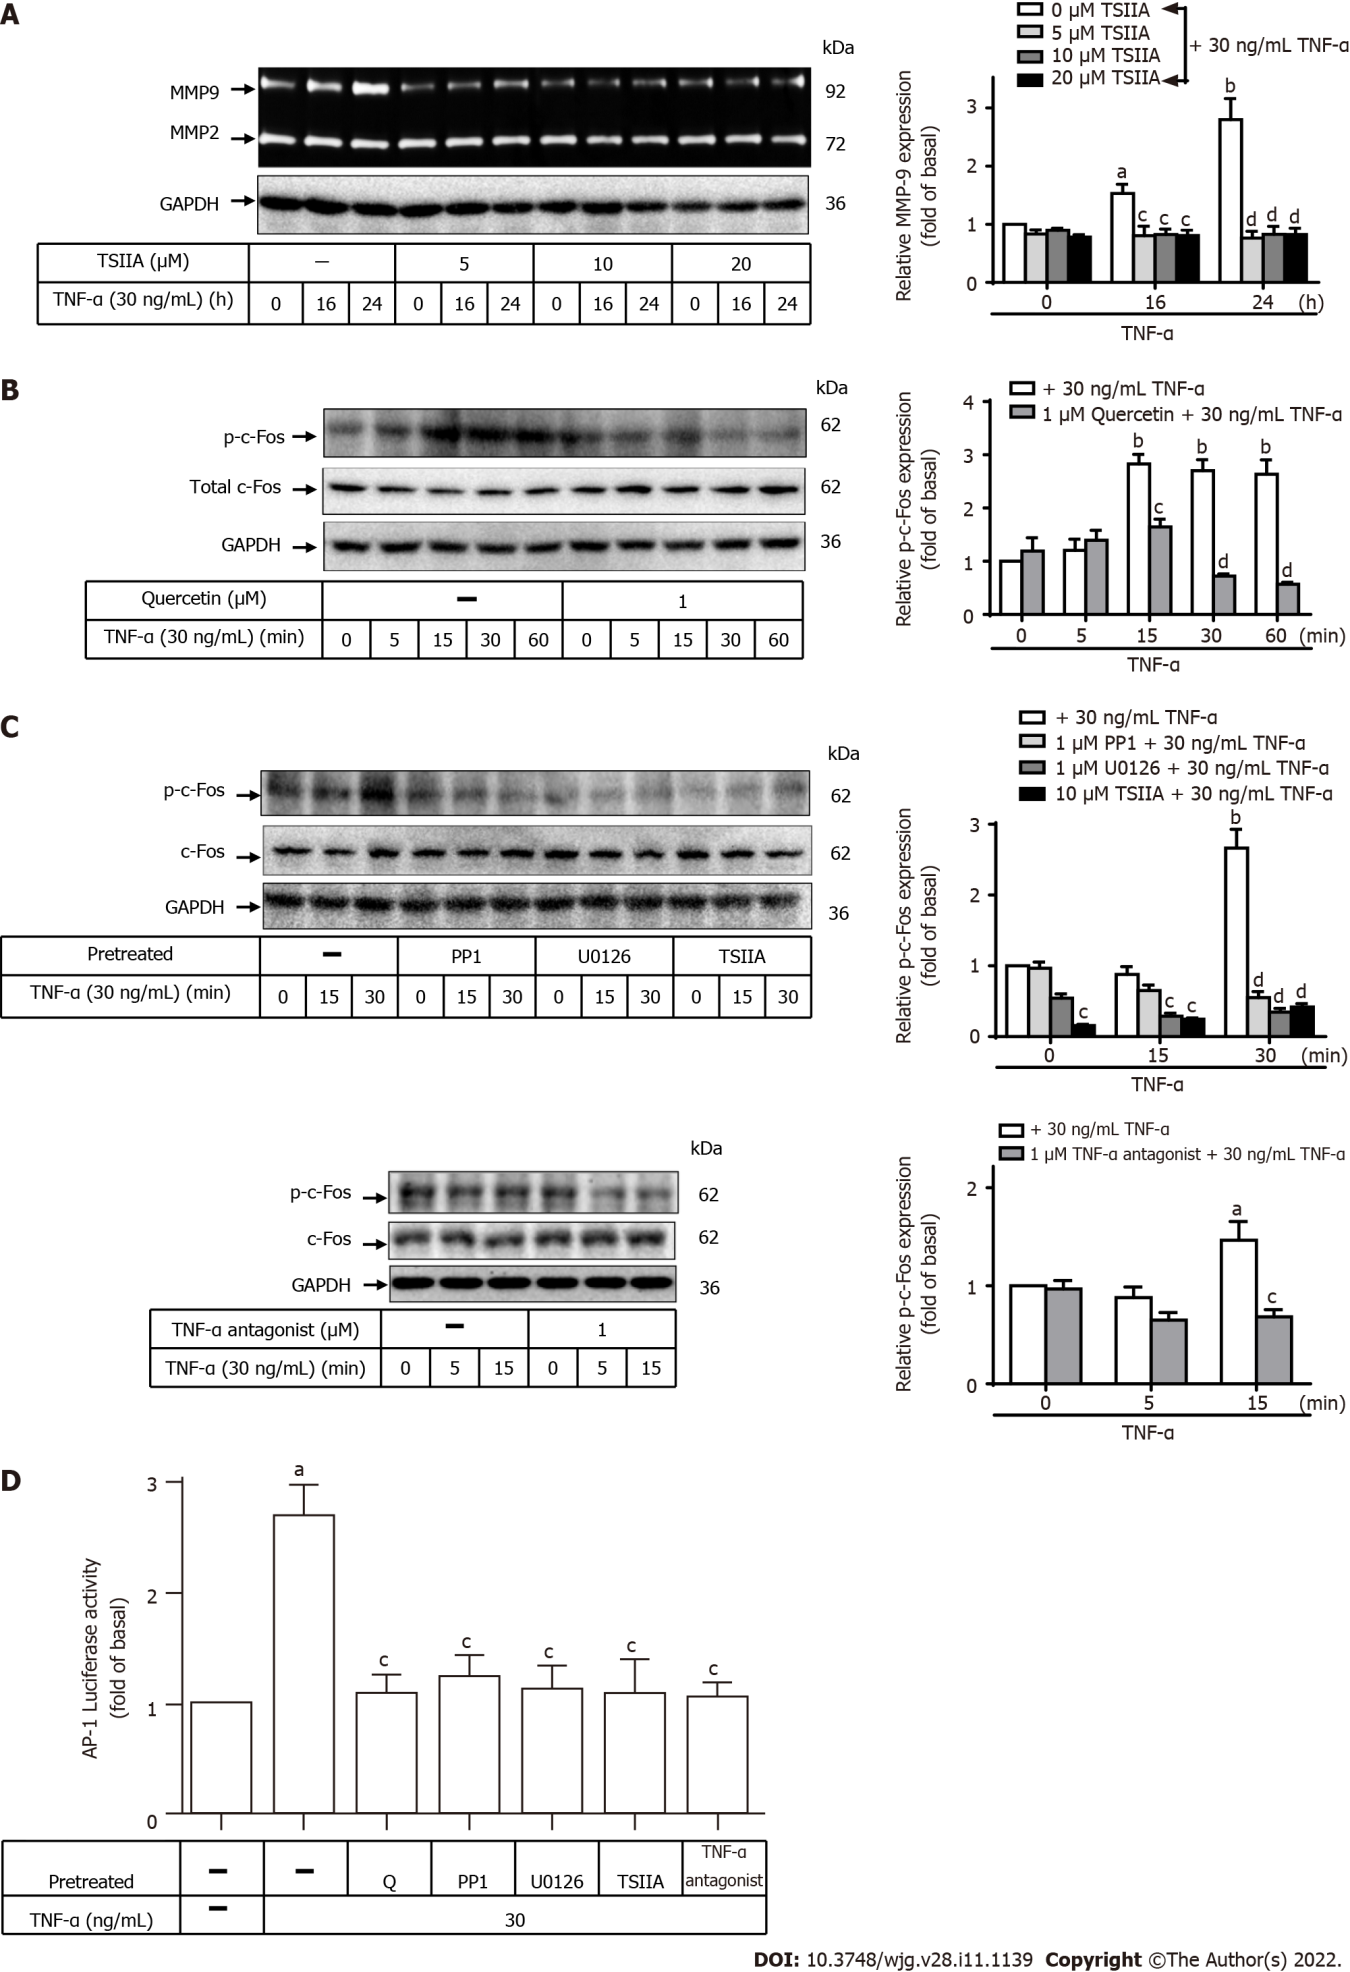 A
kDa
MMP9
92
MMP2
72
GAPDH
36
TSIIA (µM) — 5 10 20
TNF-ɑ (30 ng/mL) (h) 0 16 24 0 16 24 0 16 24 0 16 24
0 µM TSIIA
5 µM TSIIA
10 µM TSIIA
20 µM TSIIA
+ 30 ng/mL TNF-ɑ
Relative MMP-9 expression
(fold of basal)
3
2
1
0
a
c c c
b
d d d
0 16 24 (h)
TNF-ɑ
B
kDa
p-c-Fos
62
Total c-Fos
62
GAPDH
36
Quercetin (µM) – 1
TNF-ɑ (30 ng/mL) (min) 0 5 15 30 60 0 5 15 30 60
+ 30 ng/mL TNF-ɑ
1 µM Quercetin + 30 ng/mL TNF-ɑ
Relative p-c-Fos expression
(fold of basal)
4
3
2
1
0
b b b
c
d
d
0 5 15 30 60 (min)
TNF-ɑ
C
kDa
p-c-Fos
62
c-Fos
62
GAPDH
36
Pretreated – PP1 U0126 TSIIA
TNF-ɑ (30 ng/mL) (min) 0 15 30 0 15 30 0 15 30 0 15 30
+ 30 ng/mL TNF-ɑ
1 µM PP1 + 30 ng/mL TNF-ɑ
1 µM U0126 + 30 ng/mL TNF-ɑ
10 µM TSIIA + 30 ng/mL TNF-ɑ
Relative p-c-Fos expression
(fold of basal)
3
2
1
0
c
c c
b
d d d
0 15 30 (min)
TNF-ɑ
kDa
p-c-Fos
62
c-Fos
62
GAPDH
36
TNF-ɑ antagonist (µM) – 1
TNF-ɑ (30 ng/mL) (min) 0 5 15 0 5 15
+ 30 ng/mL TNF-ɑ
1 µM TNF-ɑ antagonist + 30 ng/mL TNF-ɑ
Relative p-c-Fos expression
(fold of basal)
2
1
0
a
c
0 5 15 (min)
TNF-ɑ
D
AP-1 Luciferase activity
(fold of basal)
3
2
1
0
a
c c c c c
Pretreated – – Q PP1 U0126 TSIIA TNF-ɑ antagonist
TNF-ɑ (ng/mL) – 30
DOI: 10.3748/wjg.v28.i11.1139 Copyright ©The Author(s) 2022.